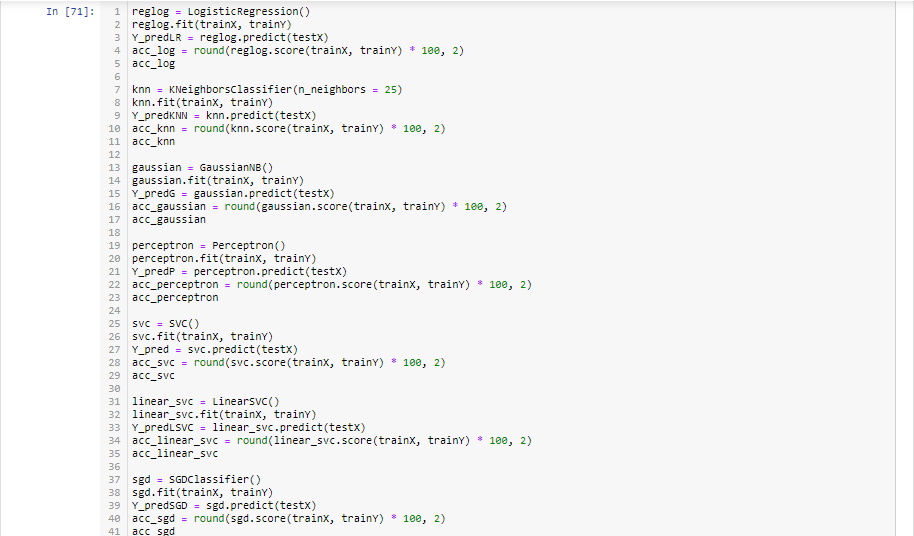 In [71]:
1 reglog = LogisticRegression()
2 reglog.fit(trainX, trainY)
3 Y_predLR = reglog.predict(testX)
4 acc_log = round(reglog.score(trainX, trainY) * 100, 2)
5 acc_log
6
7 knn = KNeighborsClassifier(n_neighbors = 25)
8 knn.fit(trainX, trainY)
9 Y_predKNN = knn.predict(testX)
10 acc_knn = round(knn.score(trainX, trainY) * 100, 2)
11 acc_knn
12
13 gaussian = GaussianNB()
14 gaussian.fit(trainX, trainY)
15 Y_predG = gaussian.predict(testX)
16 acc_gaussian = round(gaussian.score(trainX, trainY) * 100, 2)
17 acc_gaussian
18
19 perceptron = Perceptron()
20 perceptron.fit(trainX, trainY)
21 Y_predP = perceptron.predict(testX)
22 acc_perceptron = round(perceptron.score(trainX, trainY) * 100, 2)
23 acc_perceptron
24
25 svc = SVC()
26 svc.fit(trainX, trainY)
27 Y_pred = svc.predict(testX)
28 acc_svc = round(svc.score(trainX, trainY) * 100, 2)
29 acc_svc
30
31 linear_svc = LinearSVC()
32 linear_svc.fit(trainX, trainY)
33 Y_predLSVC = linear_svc.predict(testX)
34 acc_linear_svc = round(linear_svc.score(trainX, trainY) * 100, 2)
35 acc_linear_svc
36
37 sgd = SGDClassifier()
38 sgd.fit(trainX, trainY)
39 Y_predSGD = sgd.predict(testX)
40 acc_sgd = round(sgd.score(trainX, trainY) * 100, 2)
41 acc_sgd